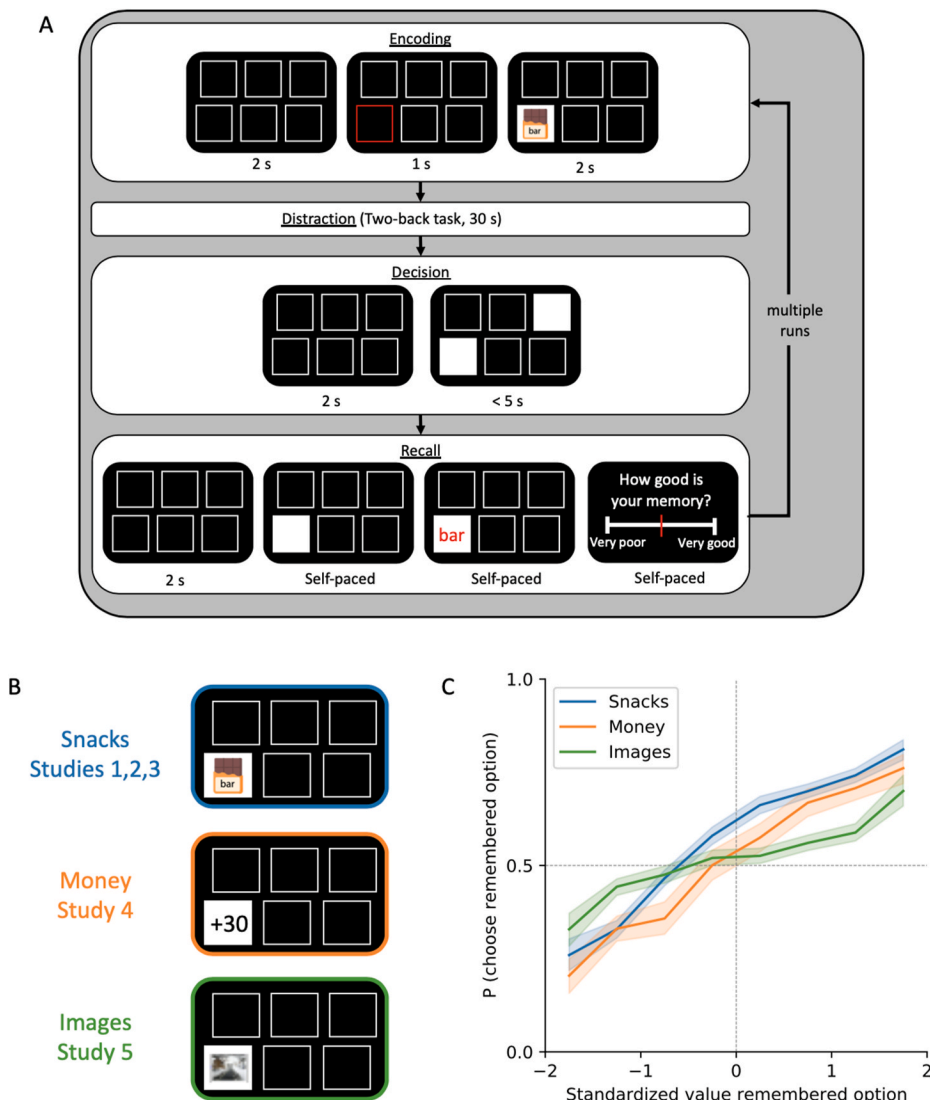 A
Encoding
bar
2 s
1 s
2 s
Distraction (Two-back task, 30 s)
Decision
2 s
< 5 s
multiple
runs
Recall
bar
How good is
your memory?
Very poor
Very good
2 s
Self-paced
Self-paced
Self-paced
B
Snacks
Studies 1,2,3
bar
Money
Study 4
+30
Images
Study 5
C
Snacks
Money
Images
P (choose remembered option)
1.0
0.5
0.0
−2
−1
0
1
2
Standardized value remembered option